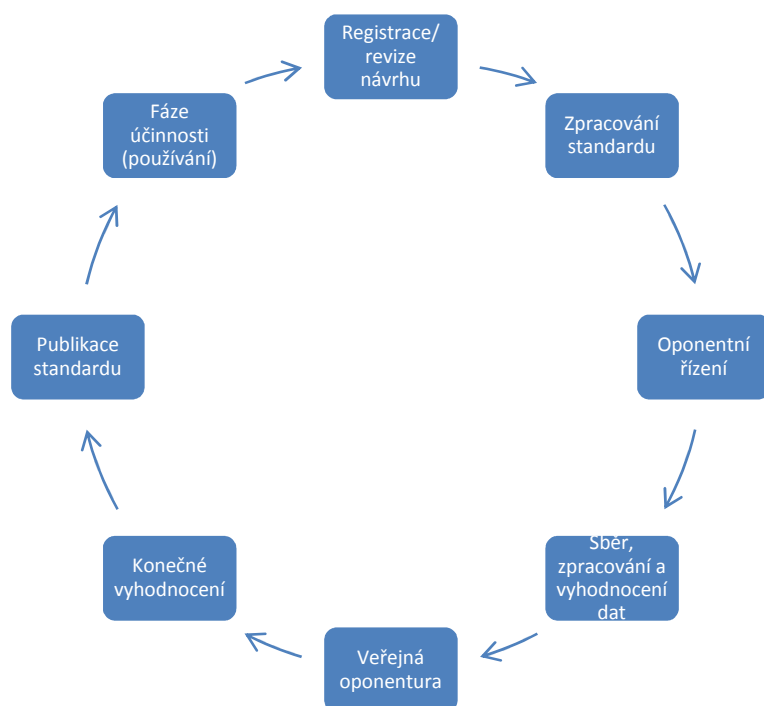 Registrace/
revize
návrhu
Zpracování
standardu
Oponentní
řízení
Sběr,
zpracování a
vyhodnocení
dat
Veřejná
oponentura
Konečné
vyhodnocení
Publikace
standardu
Fáze
účinnosti
(používání)